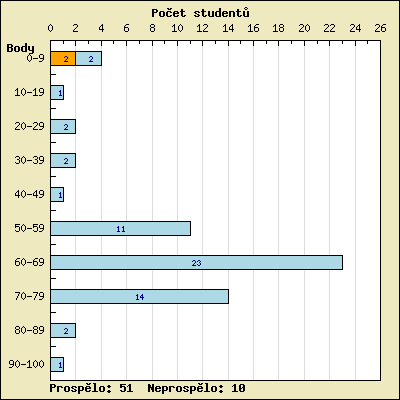 Počet studentů
0 2 4 6 8 10 12 14 16 18 20 22 24 26
Body
0-9 2 2
10-19 1
20-29 2
30-39 2
40-49 1
50-59 11
60-69 23
70-79 14
80-89 2
90-100 1
Prospělo: 51 Neprospělo: 10